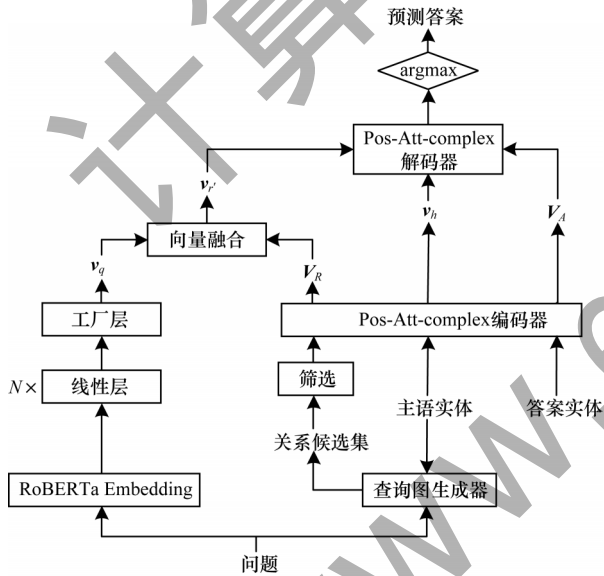 预测答案
argmax
Pos-Att-complex
解码器
v_r'
v_h
V_A
向量融合
v_q
V_R
工厂层
Pos-Att-complex编码器
N×
线性层
筛选
主语实体
答案实体
关系候选集
RoBERTa Embedding
查询图生成器
问题
计算
www